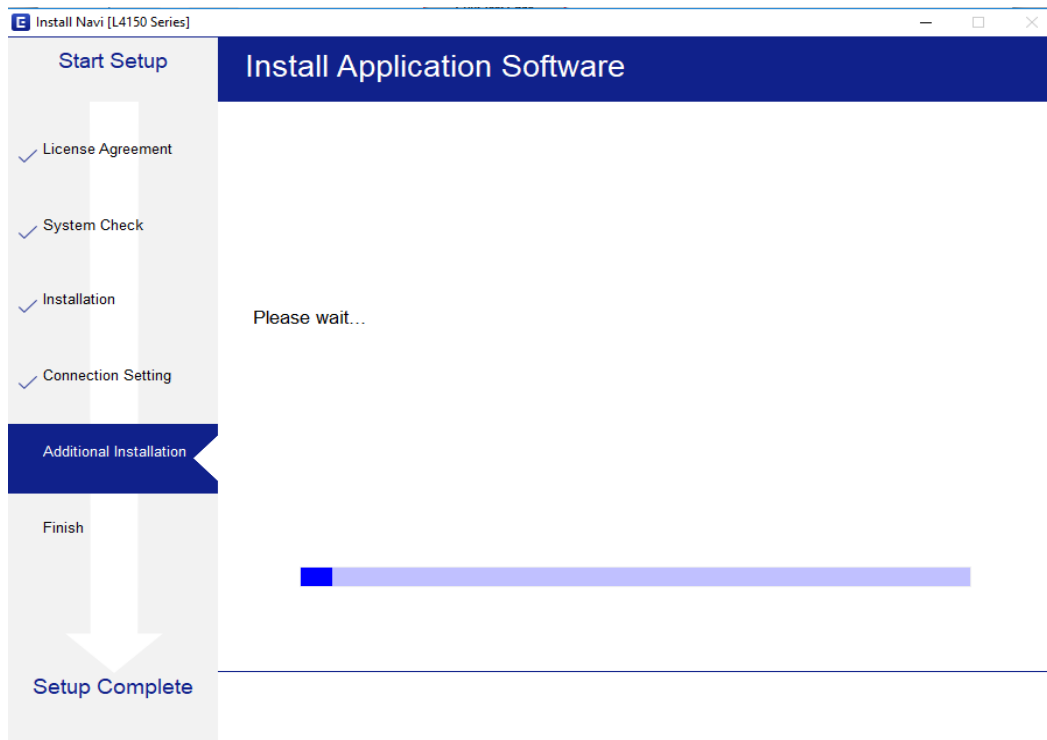 E Install Navi [L4150 Series]
Start Setup
License Agreement
System Check
Installation
Connection Setting
Additional Installation
Finish
Setup Complete
Install Application Software
Please wait...